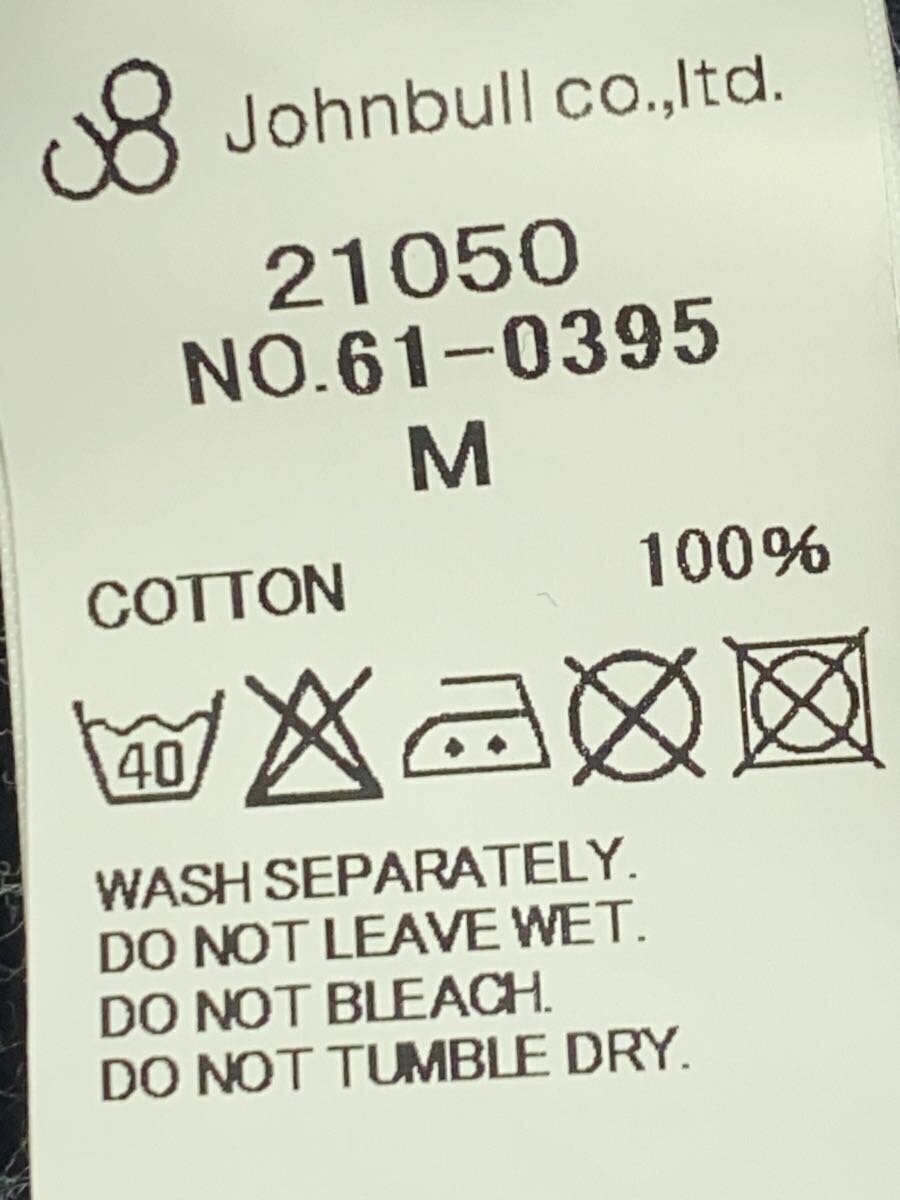 Johnbull co.,ltd.
21050
NO.61-0395
M
COTTON 100%
40
WASH SEPARATELY.
DO NOT LEAVE WET.
DO NOT BLEACH.
DO NOT TUMBLE DRY.